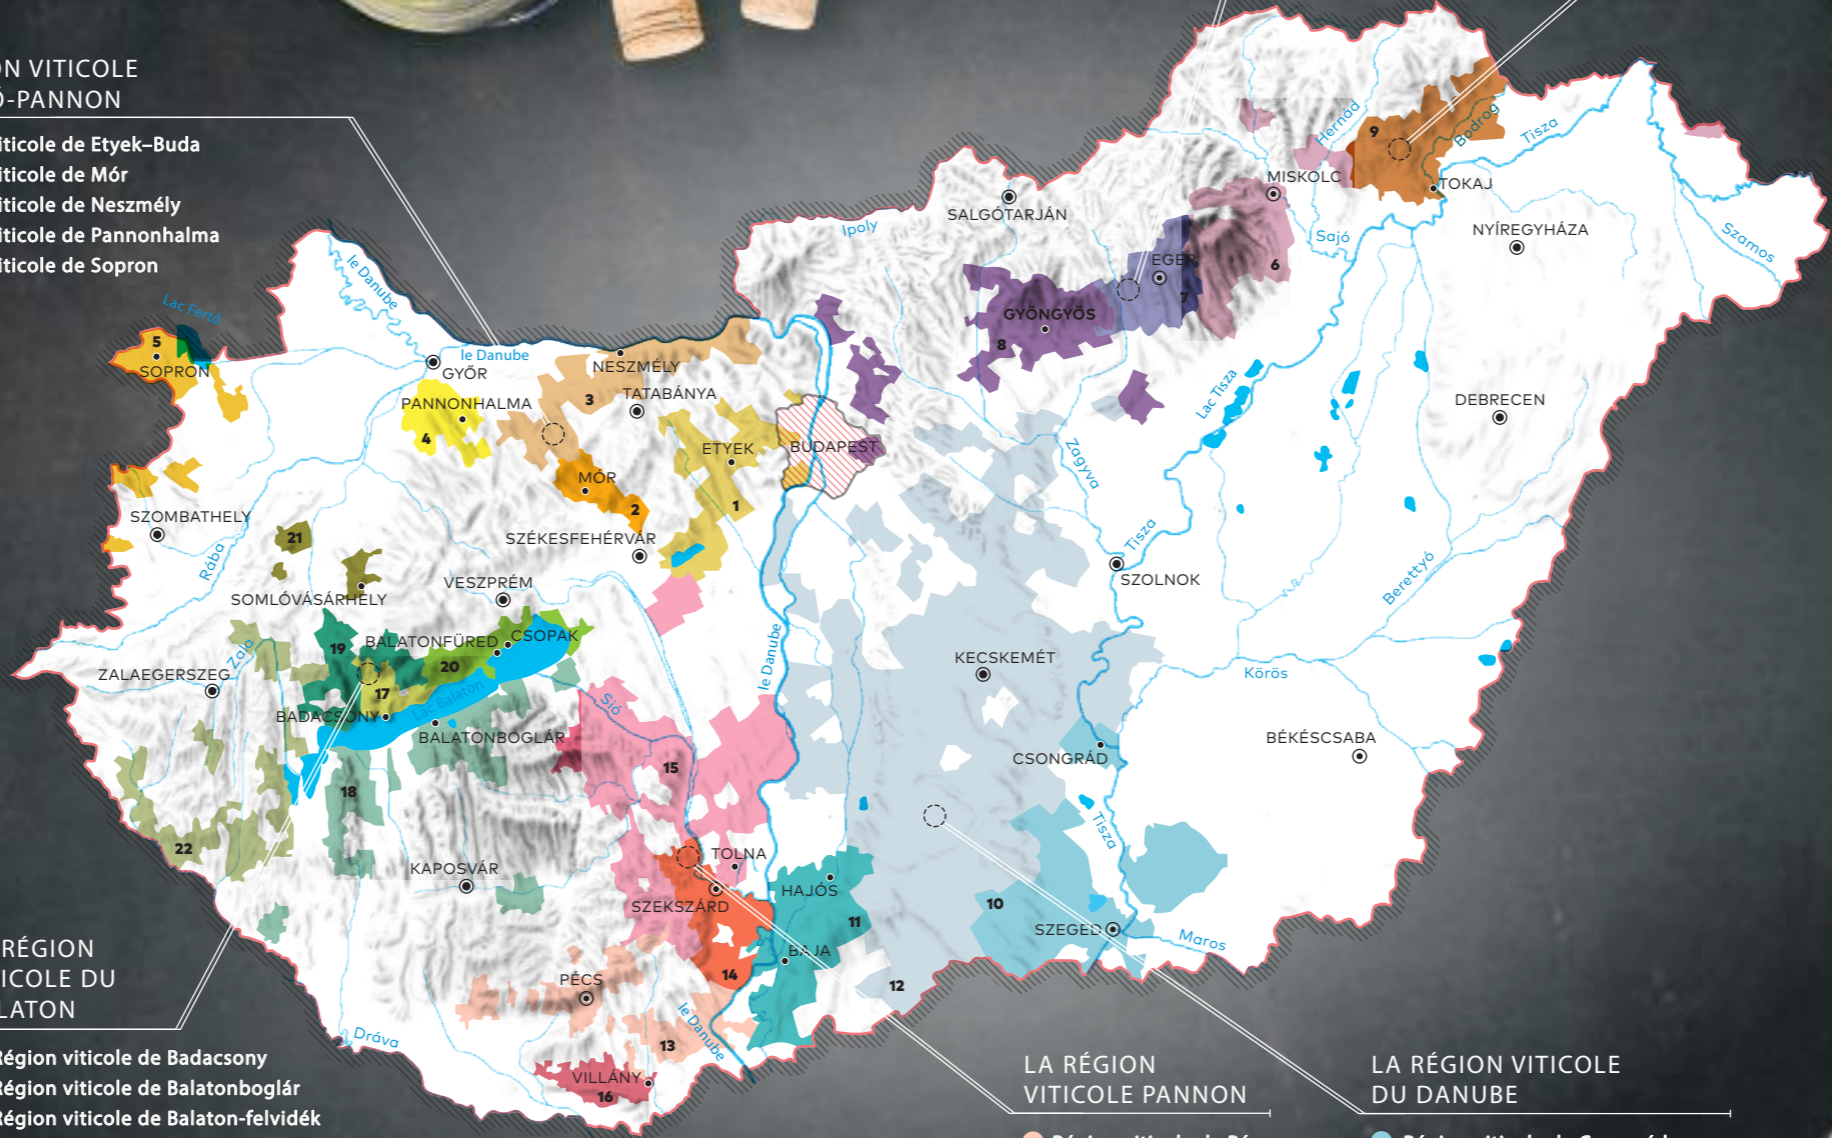 ON VITICOLE
Ó-PANNON
iticole de Etyek–Buda
iticole de Mór
iticole de Neszmély
iticole de Pannonhalma
iticole de Sopron
Lac Fertő
5
SOPRON
le Danube
GYŐR
le Danube
PANNONHALMA
4
NESZMÉLY
3
TATABÁNYA
MÓR
2
ETYEK
1
BUDAPEST
SZÉKESFEHÉRVÁR
SZOMBATHELY
Rába
21
SOMLÓVÁSÁRHELY
VESZPRÉM
Ipoly
SALGÓTARJÁN
GYÖNGYÖS
8
EGER
7
6
MISKOLC
Hernád
Sajó
9
Bodrog
TOKAJ
Tisza
NYÍREGYHÁZA
Szamos
DEBRECEN
Lac Tisza
Zagyva
Tisza
SZOLNOK
Berettyó
Körös
BÉKÉSCSABA
ZALAEGERSZEG
Zala
19
BALATONFÜRED
CSOPAK
20
17
BADACSONY
Lac Balaton
BALATONBOGLÁR
18
22
KAPOSVÁR
Sió
15
le Danube
KECSKEMÉT
CSONGRÁD
Tisza
TOLNA
SZEKSZÁRD
14
HAJÓS
11
BAJA
12
10
SZEGED
Maros
PÉCS
13
le Danube
VILLÁNY
16
Dráva
RÉGION
ICOLE DU
LATON
Région viticole de Badacsony
Région viticole de Balatonboglár
Région viticole de Balaton-felvidék
LA RÉGION
VITICOLE PANNON
LA RÉGION VITICOLE
DU DANUBE